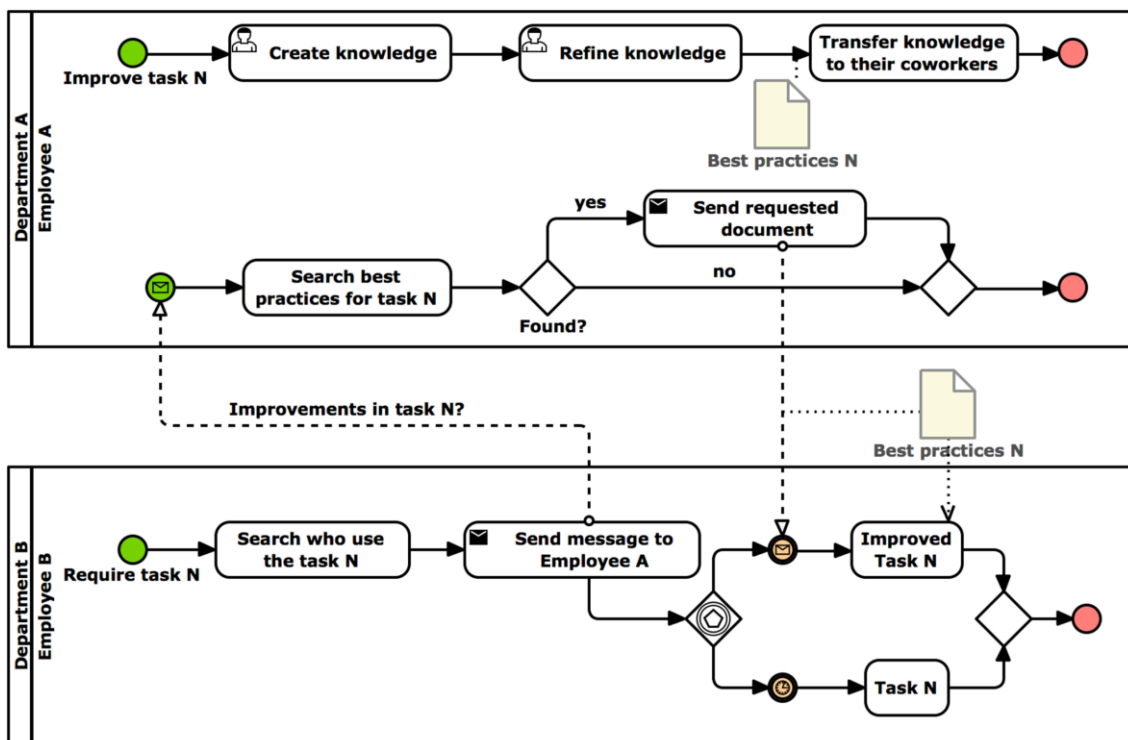 Department A
Employee A
Improve task N
Create knowledge
Refine knowledge
Transfer knowledge
to their coworkers
Best practices N
Search best
practices for task N
Found?
yes
no
Send requested
document
Improvements in task N?
Best practices N
Department B
Employee B
Require task N
Search who use
the task N
Send message to
Employee A
Improved
Task N
Task N